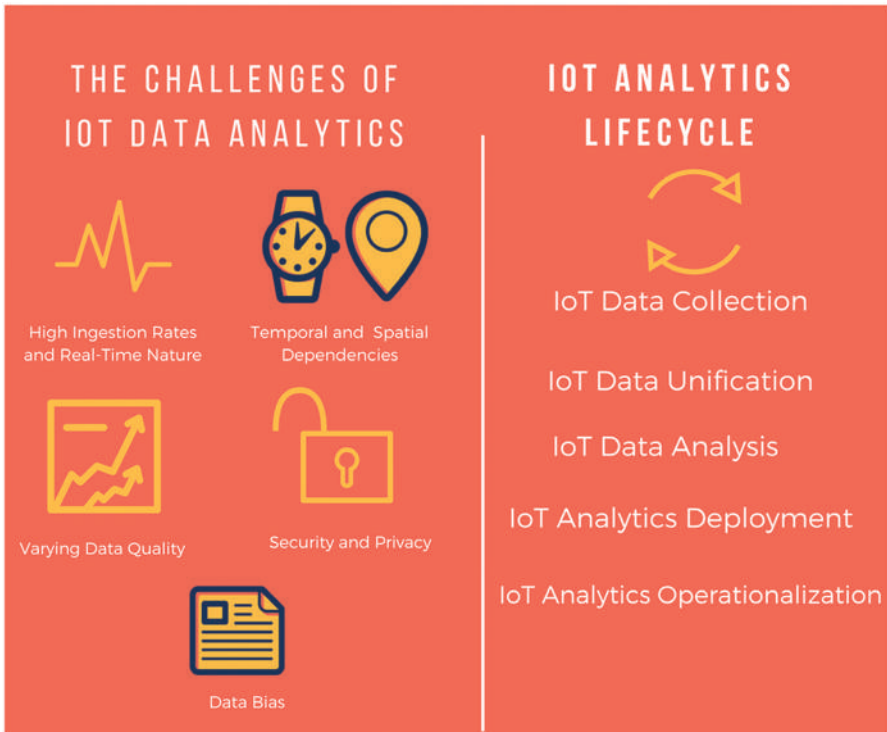 THE CHALLENGES OF
IOT DATA ANALYTICS
High Ingestion Rates
and Real-Time Nature
Temporal and Spatial
Dependencies
Varying Data Quality
Security and Privacy
Data Bias
IOT ANALYTICS
LIFECYCLE
IoT Data Collection
IoT Data Unification
IoT Data Analysis
IoT Analytics Deployment
IoT Analytics Operationalization